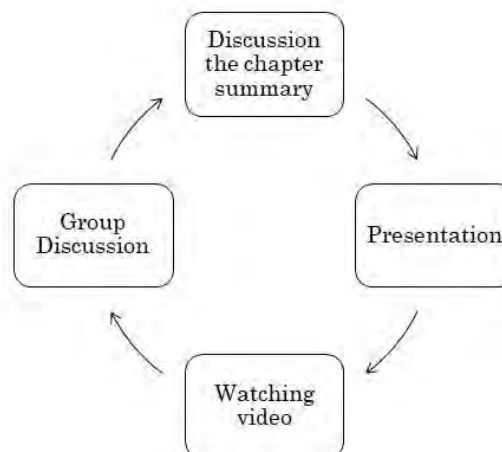 Discussion
the chapter
summary
Presentation
Watching
video
Group
Discussion